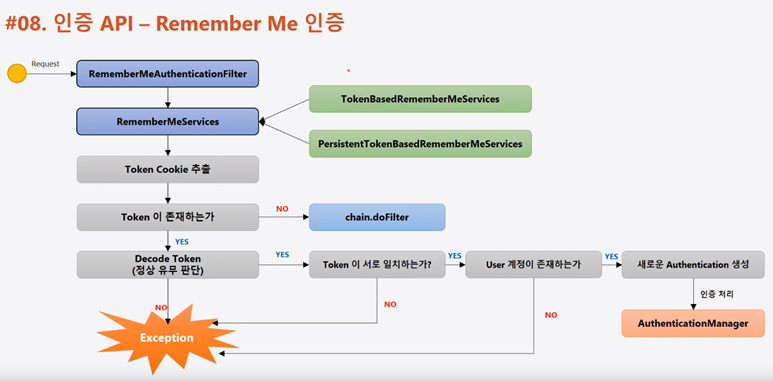 #08. 인증 API – Remember Me 인증
Request
RememberMeAuthenticationFilter
RememberMeServices
TokenBasedRememberMeServices
PersistentTokenBasedRememberMeServices
Token Cookie 추출
Token 이 존재하는가
NO
chain.doFilter
YES
Decode Token
(정상 유무 판단)
YES
Token 이 서로 일치하는가?
YES
User 계정이 존재하는가
YES
새로운 Authentication 생성
NO
NO
NO
인증 처리
Exception
AuthenticationManager